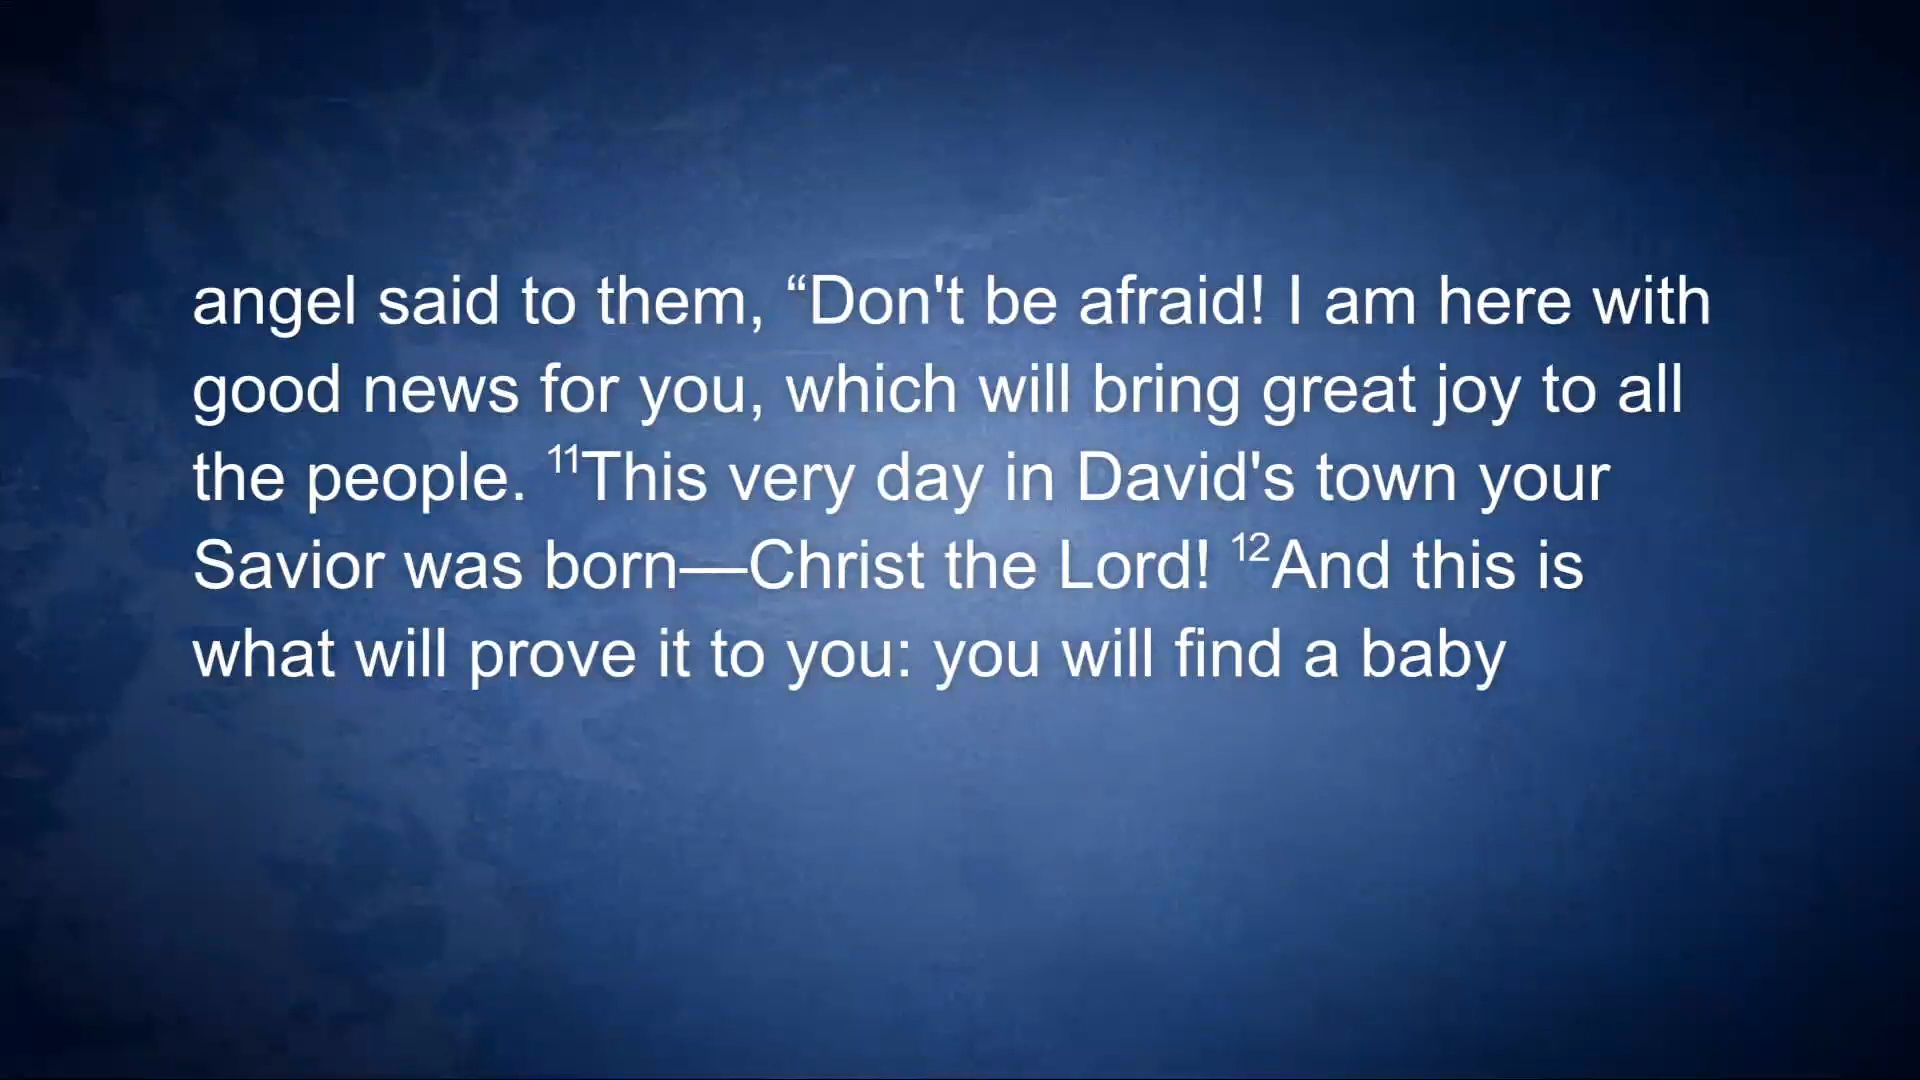 angel said to them, “Don't be afraid! I am here with
good news for you, which will bring great joy to all
the people. ¹¹This very day in David's town your
Savior was born—Christ the Lord! ¹²And this is
what will prove it to you: you will find a baby